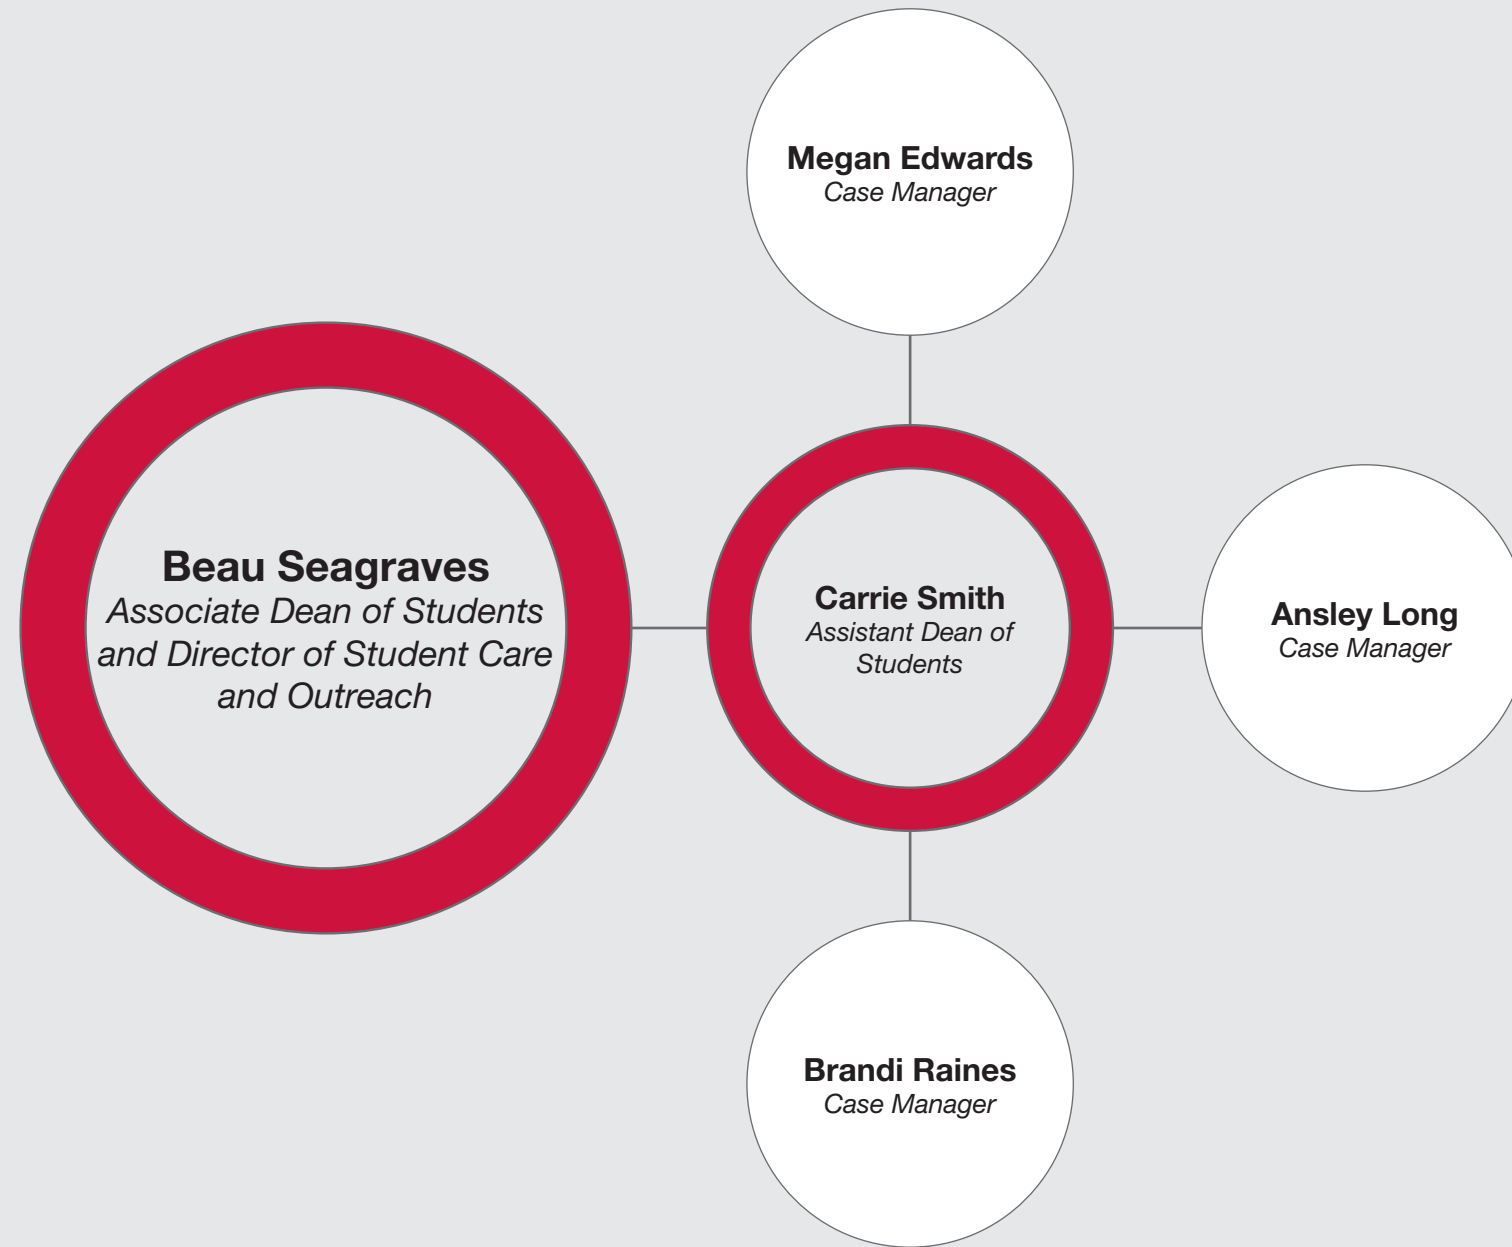 Megan Edwards
Case Manager
Beau Seagraves
Associate Dean of Students
and Director of Student Care
and Outreach
Carrie Smith
Assistant Dean of
Students
Ansley Long
Case Manager
Brandi Raines
Case Manager